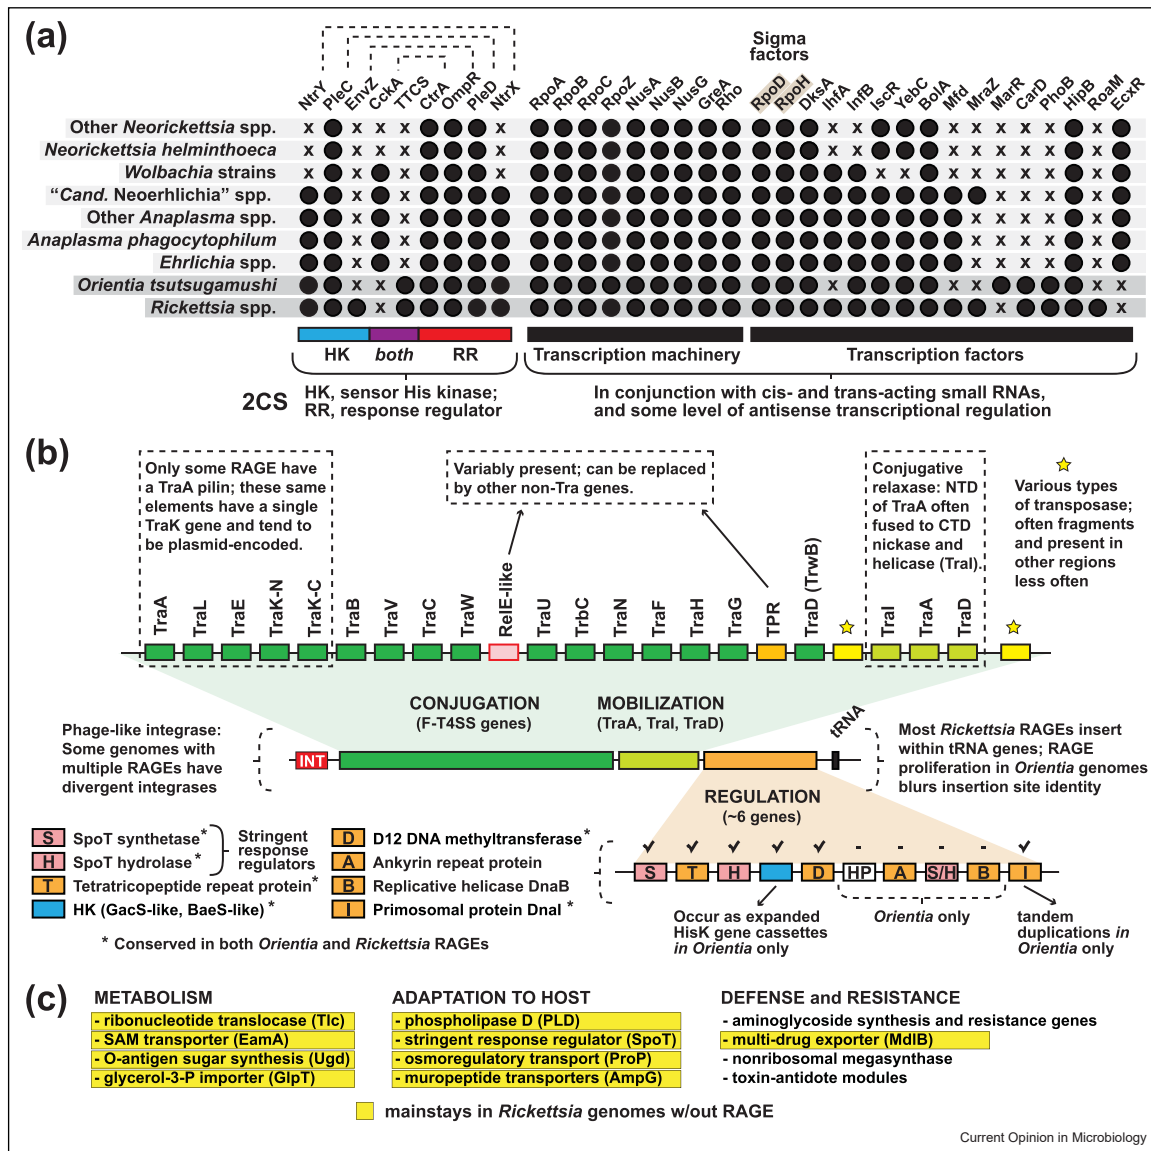 (a)
Sigma
factors
NtrY PleC EnvZ CckA TTCS CtrA OmpR PleD NtrX RpoA RpoB RpoC RpoZ NusA NusB NusG GreA Rho RpoD RpoH DksA InfA InfB IscR YebC BolA Mfd MraZ MarR CarD PhoB HipB RoaM EcxR
Other Neorickettsia spp. x x x x x x x x x x x x x
Neorickettsia helminthoeca x x x x x x x x x x x x x
Wolbachia strains x x x x x x x x x x x x
“Cand. Neoerhlichia” spp. x x x x x x
Other Anaplasma spp. x x x x x x x
Anaplasma phagocytophilum x x x x x x x
Ehrlichia spp. x x x x x x x
Orientia tsutsugamushi x x x x x x x
Rickettsia spp. x x x
HK both RR Transcription machinery Transcription factors
2CS
HK, sensor His kinase;
RR, response regulator
In conjunction with cis- and trans-acting small RNAs,
and some level of antisense transcriptional regulation
(b)
Only some RAGE have
a TraA pilin; these same
elements have a single
TraK gene and tend to
be plasmid-encoded.
Variably present; can be replaced
by other non-Tra genes.
Conjugative
relaxase: NTD
of TraA often
fused to CTD
nickase and
helicase (TraI).
Various types
of transposase;
often fragments
and present in
other regions
less often
TraA TraL TraE TraK-N TraK-C TraB TraV TraC TraW RelE-like TraU TrbC TraN TraF TraH TraG TPR TraD (TrwB) TraI TraA TraD
CONJUGATION
(F-T4SS genes)
MOBILIZATION
(TraA, TraI, TraD)
tRNA
Phage-like integrase:
Some genomes with
multiple RAGEs have
divergent integrases
INT
Most Rickettsia RAGEs insert
within tRNA genes; RAGE
proliferation in Orientia genomes
blurs insertion site identity
REGULATION
(~6 genes)
S SpoT synthetase*
H SpoT hydrolase*
Stringent
response
regulators
T Tetratricopeptide repeat protein*
HK (GacS-like, BaeS-like)*
D D12 DNA methyltransferase*
A Ankyrin repeat protein
B Replicative helicase DnaB
I Primosomal protein DnaI*
* Conserved in both Orientia and Rickettsia RAGEs
✓ ✓ ✓ ✓ ✓ - - - - ✓
S T H D HP A S/H B I
Occur as expanded
HisK gene cassettes
in Orientia only
Orientia only
tandem
duplications in
Orientia only
(c)
METABOLISM
- ribonucleotide translocase (Tlc)
- SAM transporter (EamA)
- O-antigen sugar synthesis (Ugd)
- glycerol-3-P importer (GlpT)
ADAPTATION TO HOST
- phospholipase D (PLD)
- stringent response regulator (SpoT)
- osmoregulatory transport (ProP)
- muropeptide transporters (AmpG)
DEFENSE and RESISTANCE
- aminoglycoside synthesis and resistance genes
- multi-drug exporter (MdlB)
- nonribosomal megasynthase
- toxin-antidote modules
mainstays in Rickettsia genomes w/out RAGE
Current Opinion in Microbiology